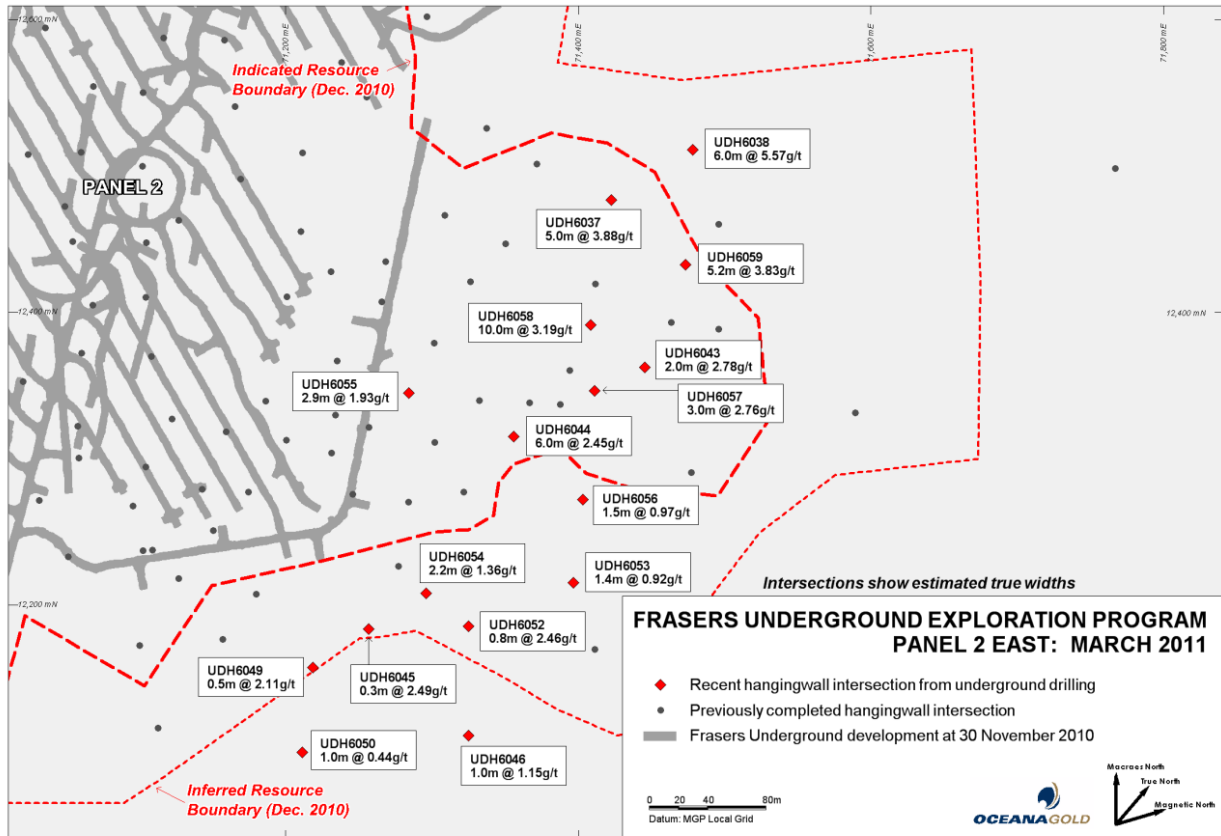 12,600 mN
71,200 mE
71,400 mE
71,600 mE
71,800 mE
Indicated Resource
Boundary (Dec. 2010)
UDH6038
6.0m @ 5.57g/t
PANEL 2
UDH6037
5.0m @ 3.88g/t
UDH6059
5.2m @ 3.83g/t
12,400 mN
12,400 mN
UDH6058
10.0m @ 3.19g/t
UDH6043
2.0m @ 2.78g/t
UDH6055
2.9m @ 1.93g/t
UDH6057
3.0m @ 2.76g/t
UDH6044
6.0m @ 2.45g/t
UDH6056
1.5m @ 0.97g/t
UDH6054
2.2m @ 1.36g/t
UDH6053
1.4m @ 0.92g/t
Intersections show estimated true widths
12,200 mN
UDH6052
0.8m @ 2.46g/t
UDH6049
0.5m @ 2.11g/t
UDH6045
0.3m @ 2.49g/t
UDH6050
1.0m @ 0.44g/t
UDH6046
1.0m @ 1.15g/t
Inferred Resource
Boundary (Dec. 2010)
FRASERS UNDERGROUND EXPLORATION PROGRAM
PANEL 2 EAST: MARCH 2011
Recent hangingwall intersection from underground drilling
Previously completed hangingwall intersection
Frasers Underground development at 30 November 2010
0 20 40 80m
Datum: MGP Local Grid
OCEANAGOLD
Macraes North
True North
Magnetic North